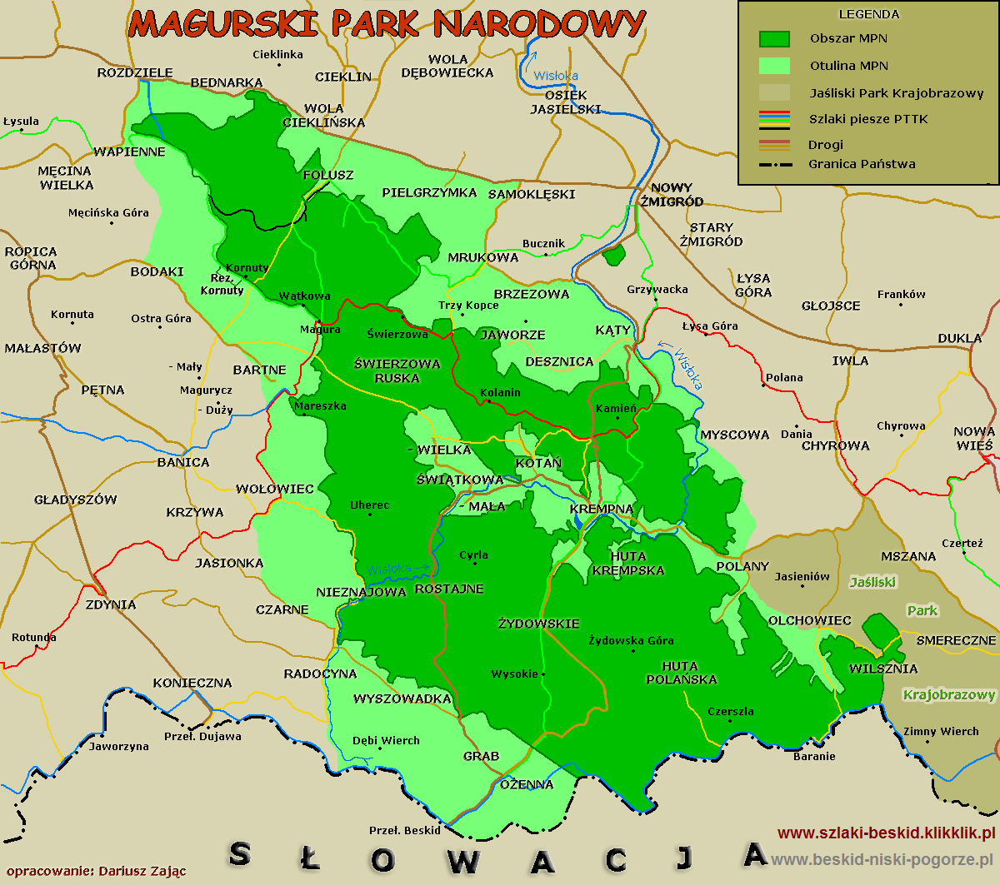 MAGURSKI PARK NARODOWY
LEGENDA
Obszar MPN
Otulina MPN
Jaśliski Park Krajobrazowy
Szlaki piesze PTTK
Drogi
Granica Państwa
Cieklinka
ROZDZIELE
BEDNARKA
CIEKLIN
WOLA
DĘBOWIECKA
Wisłoka
OSIEK
JASIELSKI
WOLA
CIEKLIŃSKA
Łysula
WAPIENNE
MĘCINA
WIELKA
FOLUSZ
PIELGRZYMKA
SAMOKLĘSKI
NOWY
ŻMIGRÓD
Męcińska Góra
STARY
ŻMIGRÓD
Bucznik
ROPICA
GÓRNA
MRUKOWA
BODAKI
Kornuty
Rez.
Kornuty
ŁYSA
GÓRA
Grzywacka
Franków
BRZEZOWA
Wątkowa
Trzy Kopce
GŁOJSCE
Kornuta
Ostra Góra
Magura
Świerzowa
JAWORZE
KĄTY
Łysa Góra
DUKLA
MAŁASTÓW
- Mały
BARTNE
ŚWIERZOWA
RUSKA
DESZNICA
Wisłoka
IWLA
PĘTNA
Magurycz
Kolanin
Polana
- Duży
Mareszka
Kamień
Dania
Chyrowa
MYSCOWA
CHYROWA
NOWA
WIEŚ
BANICA
- WIELKA
KOTAŃ
ŚWIĄTKOWA
WOŁOWIEC
GŁADYSZÓW
KRZYWA
Uherec
- MAŁA
KREMPNA
Czerteż
JASIONKA
Wisłoka
Cyrla
HUTA
KREMPSKA
POLANY
MSZANA
Jasieniów
Jaśliski
NIEZNAJOWA
ROSTAJNE
ZDYNIA
CZARNE
ŻYDOWSKIE
OLCHOWIEC
Park
Rotunda
Żydowska Góra
SMERECZNE
RADOCYNA
Wysokie
HUTA
POLAŃSKA
WILSZNIA
KONIECZNA
WYSZOWADKA
Krajobrazowy
Czerszla
Przeł. Dujawa
Jaworzyna
Dębi Wierch
Zimny Wierch
GRAB
Baranie
OŻENNA
Przeł. Beskid
www.szlaki-beskid.klikklik.pl
SŁOWACJA
www.beskid-niski-pogorze.pl
opracowanie: Dariusz Zając